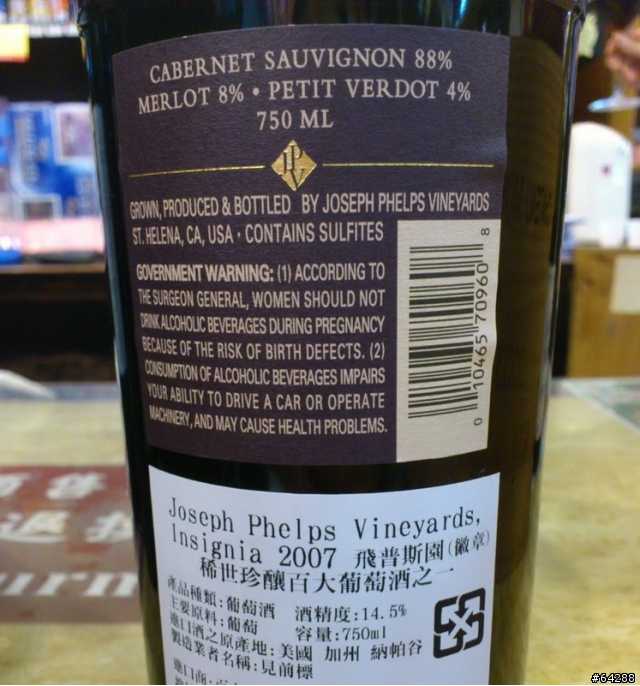 CABERNET SAUVIGNON 88%
MERLOT 8% • PETIT VERDOT 4%
750 ML
GROWN, PRODUCED & BOTTLED BY JOSEPH PHELPS VINEYARDS
ST. HELENA, CA, USA · CONTAINS SULFITES
GOVERNMENT WARNING: (1) ACCORDING TO
THE SURGEON GENERAL, WOMEN SHOULD NOT
DRINK ALCOHOLIC BEVERAGES DURING PREGNANCY
BECAUSE OF THE RISK OF BIRTH DEFECTS. (2)
CONSUMPTION OF ALCOHOLIC BEVERAGES IMPAIRS
YOUR ABILITY TO DRIVE A CAR OR OPERATE
MACHINERY, AND MAY CAUSE HEALTH PROBLEMS.
0 10465 70960 8
Joseph Phelps Vineyards,
Insignia 2007 飛普斯園(徽章)
稀世珍釀百大葡萄酒之一
產品種類:葡萄酒 酒精度:14.5%
主要原料:葡萄 容量:750ml
進口酒之原產地:美國 加州 納帕谷
製造業者名稱:見前標
進口商:
#64288